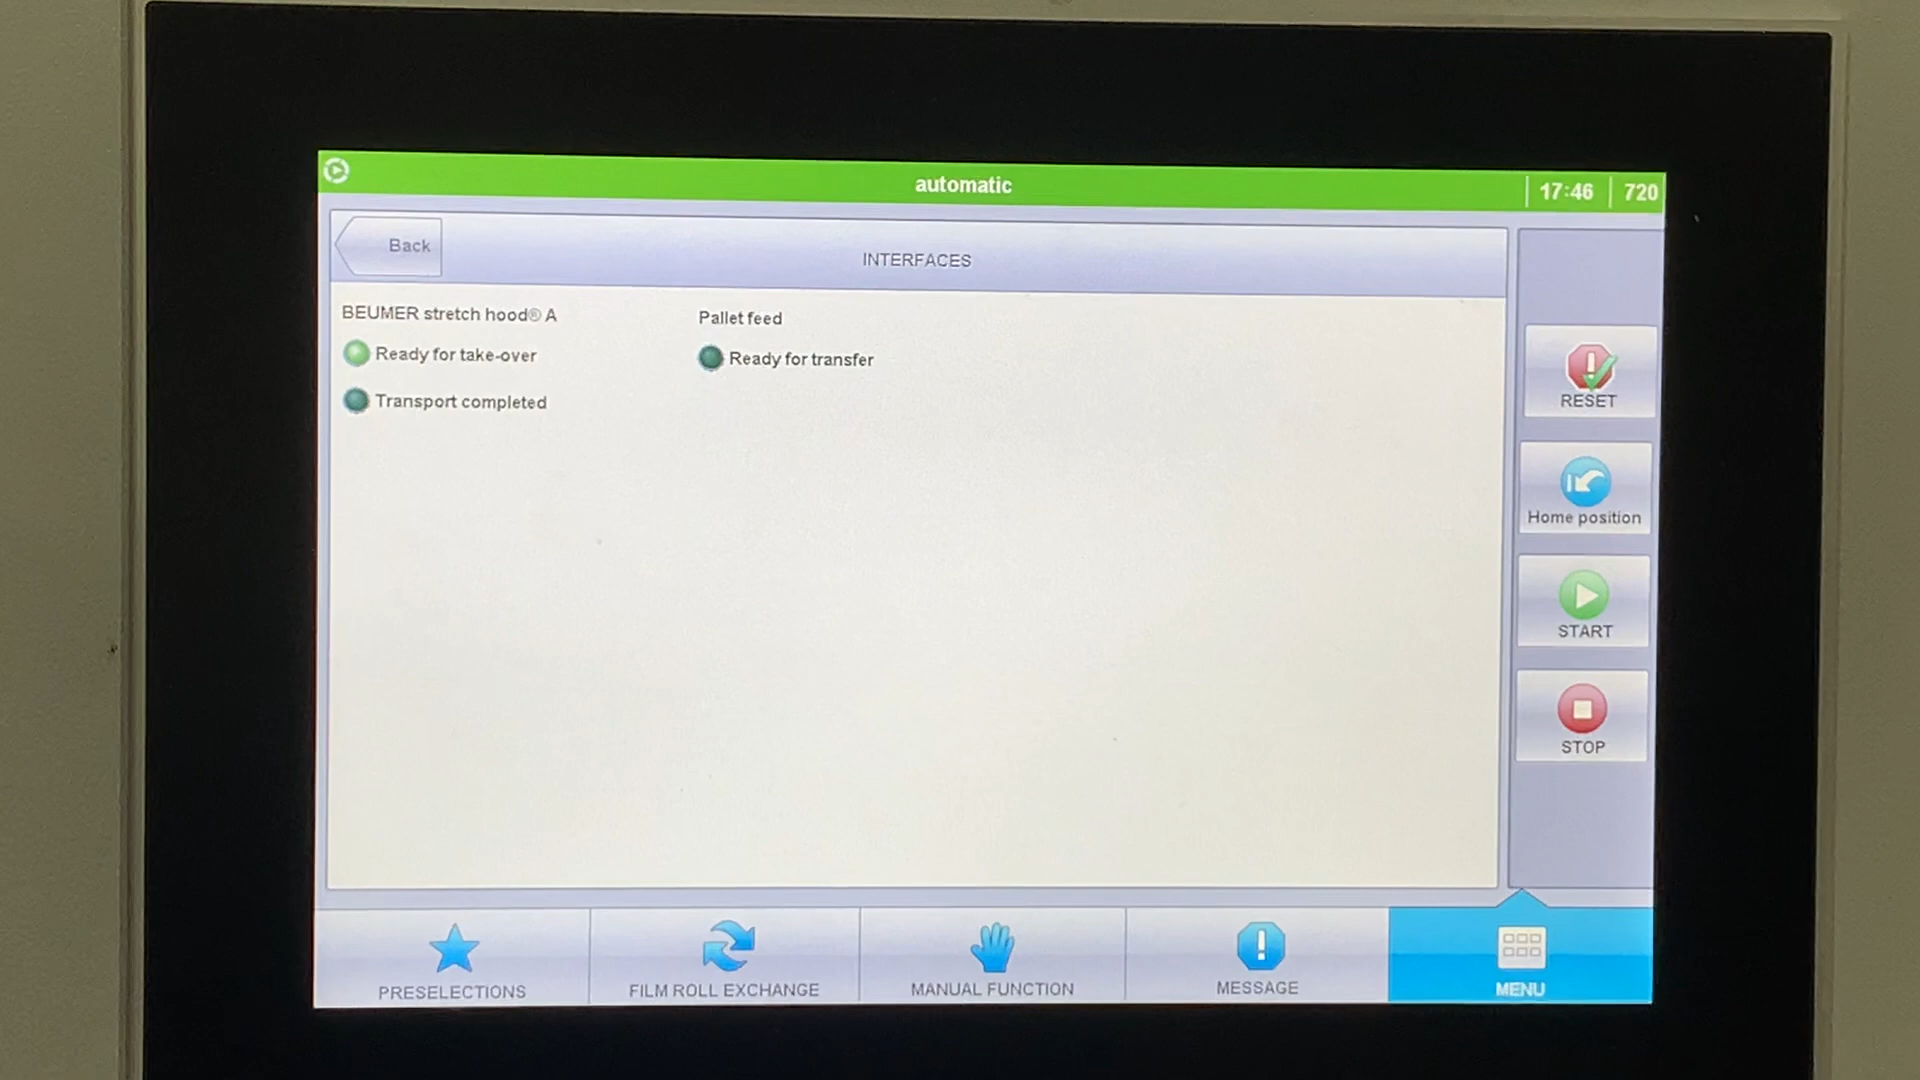 automatic
17:46
720
Back
INTERFACES
BEUMER stretch hood® A
Ready for take-over
Transport completed
Pallet feed
Ready for transfer
RESET
Home position
START
STOP
PRESELECTIONS
FILM ROLL EXCHANGE
MANUAL FUNCTION
MESSAGE
MENU